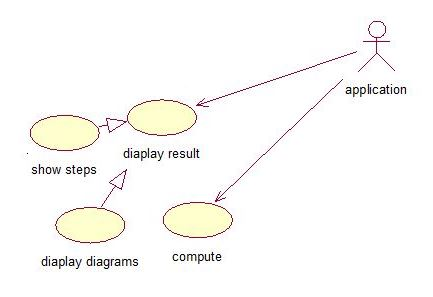 application
diaplay result
show steps
diaplay diagrams
compute